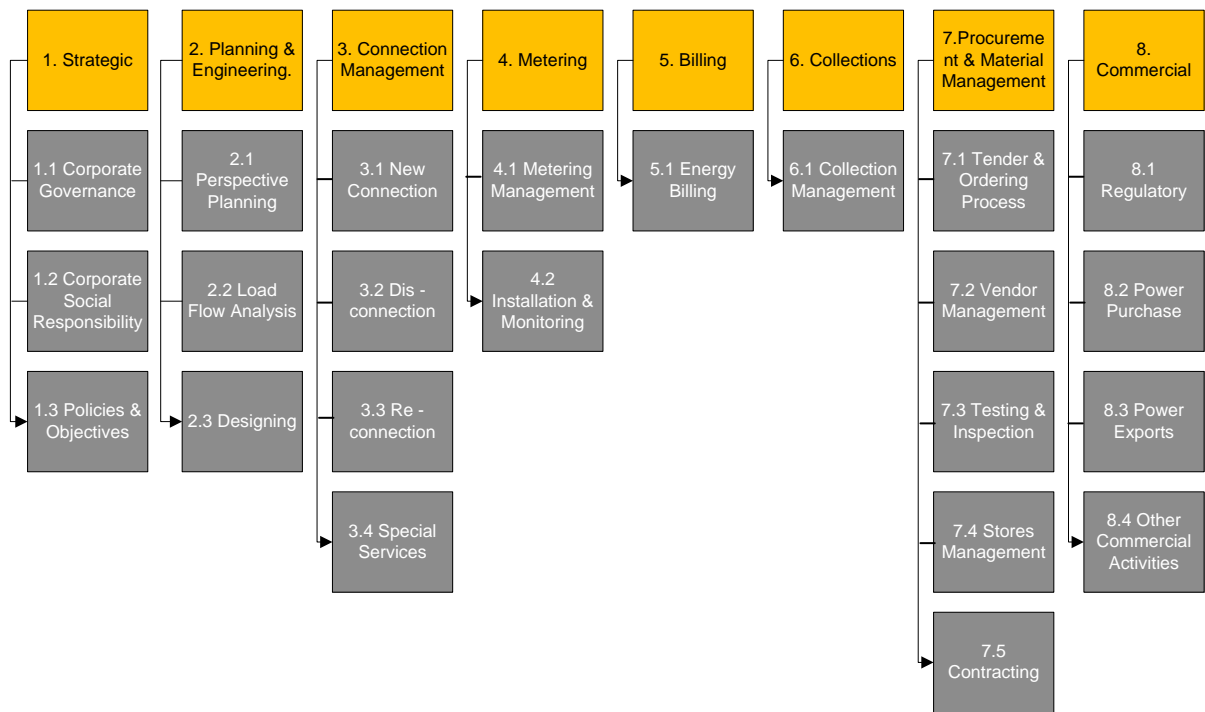 1. Strategic
2. Planning &
Engineering.
3. Connection
Management
4. Metering
5. Billing
6. Collections
7.Procureme
nt & Material
Management
8.
Commercial
1.1 Corporate
Governance
2.1
Perspective
Planning
3.1 New
Connection
4.1 Metering
Management
5.1 Energy
Billing
6.1 Collection
Management
7.1 Tender &
Ordering
Process
8.1
Regulatory
1.2 Corporate
Social
Responsibility
2.2 Load
Flow Analysis
3.2 Dis -
connection
4.2
Installation &
Monitoring
7.2 Vendor
Management
8.2 Power
Purchase
1.3 Policies &
Objectives
2.3 Designing
3.3 Re -
connection
7.3 Testing &
Inspection
8.3 Power
Exports
3.4 Special
Services
7.4 Stores
Management
8.4 Other
Commercial
Activities
7.5
Contracting